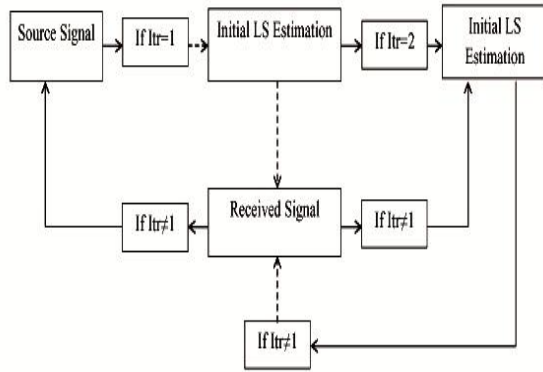 Source Signal
If Itr=1
Initial LS Estimation
If Itr=2
Initial LS
Estimation
If Itr≠1
Received Signal
If Itr≠1
If Itr≠1